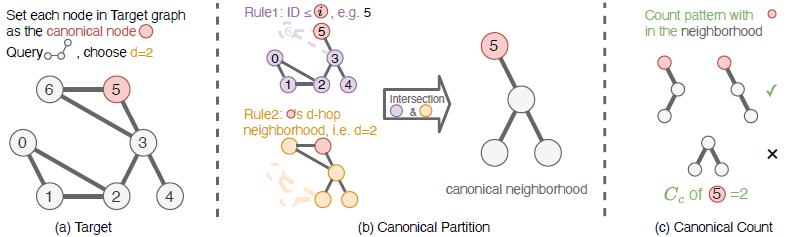 Set each node in Target graph
as the canonical node
Query , choose d=2
6
5
0
3
1
2
4
(a) Target
Rule1: ID ≤ i , e.g. 5
6
5
0
3
1
2
4
Rule2: 's d-hop
neighborhood, i.e. d=2
Intersection
&
5
canonical neighborhood
(b) Canonical Partition
Count pattern with
in the neighborhood
✓
×
Cc of 5 =2
(c) Canonical Count